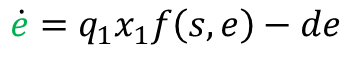 ė = q₁x₁f(s, e) − de